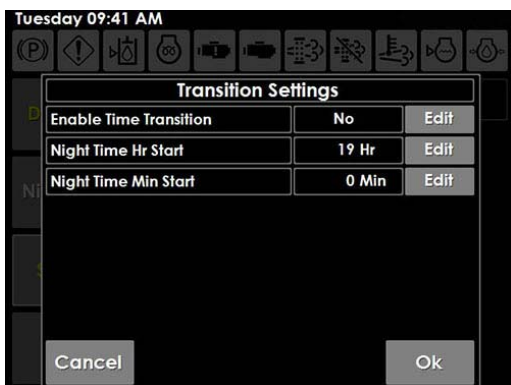 Tuesday 09:41 AM
(P)
Transition Settings
Enable Time Transition No Edit
Night Time Hr Start 19 Hr Edit
Night Time Min Start 0 Min Edit
D
Ni
S
Cancel Ok